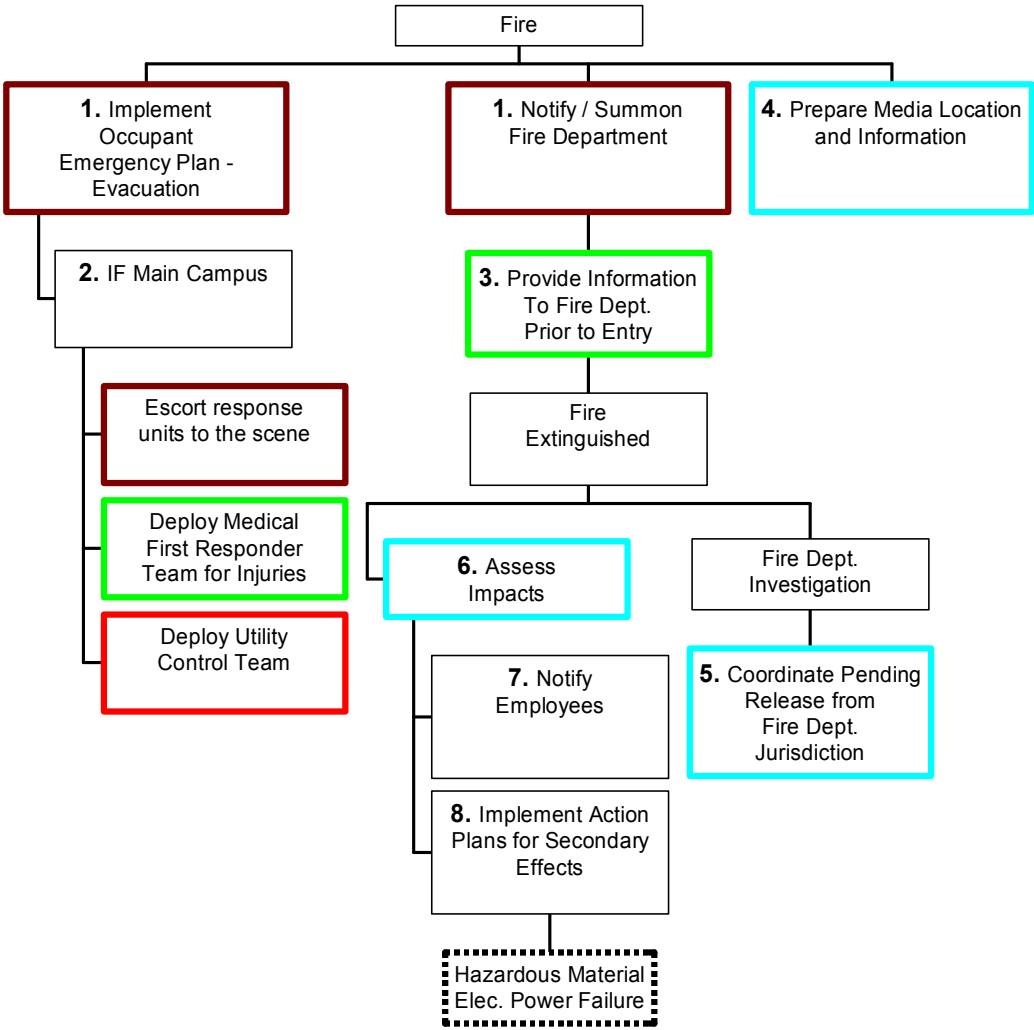 Fire
1. Implement
Occupant
Emergency Plan -
Evacuation
1. Notify / Summon
Fire Department
4. Prepare Media Location
and Information
2. IF Main Campus
3. Provide Information
To Fire Dept.
Prior to Entry
Escort response
units to the scene
Fire
Extinguished
Deploy Medical
First Responder
Team for Injuries
6. Assess
Impacts
Fire Dept.
Investigation
Deploy Utility
Control Team
7. Notify
Employees
5. Coordinate Pending
Release from
Fire Dept.
Jurisdiction
8. Implement Action
Plans for Secondary
Effects
Hazardous Material
Elec. Power Failure